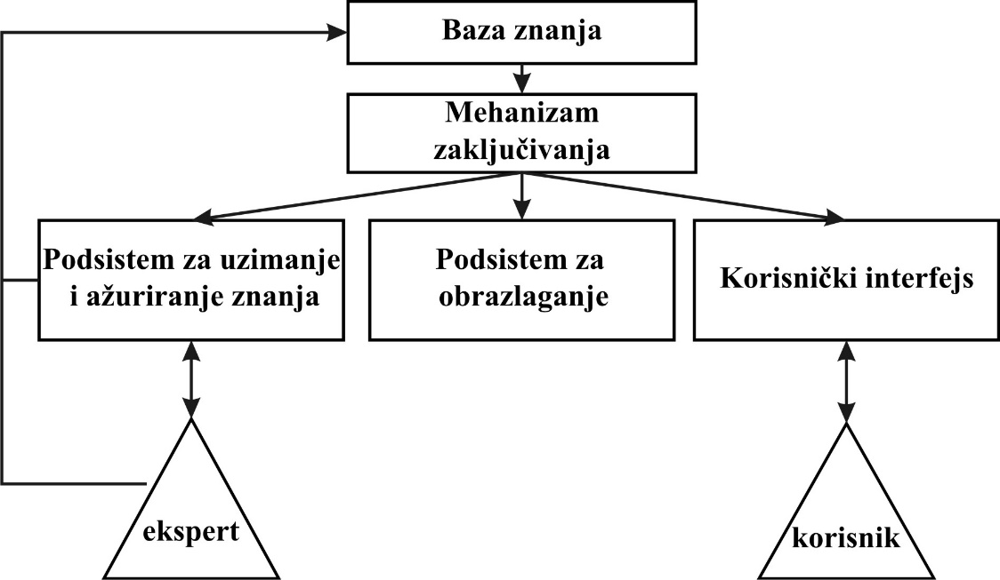 Baza znanja
Mehanizam
zaključivanja
Podsistem za uzimanje
i ažuriranje znanja
Podsistem za
obrazlaganje
Korisnički interfejs
ekspert
korisnik